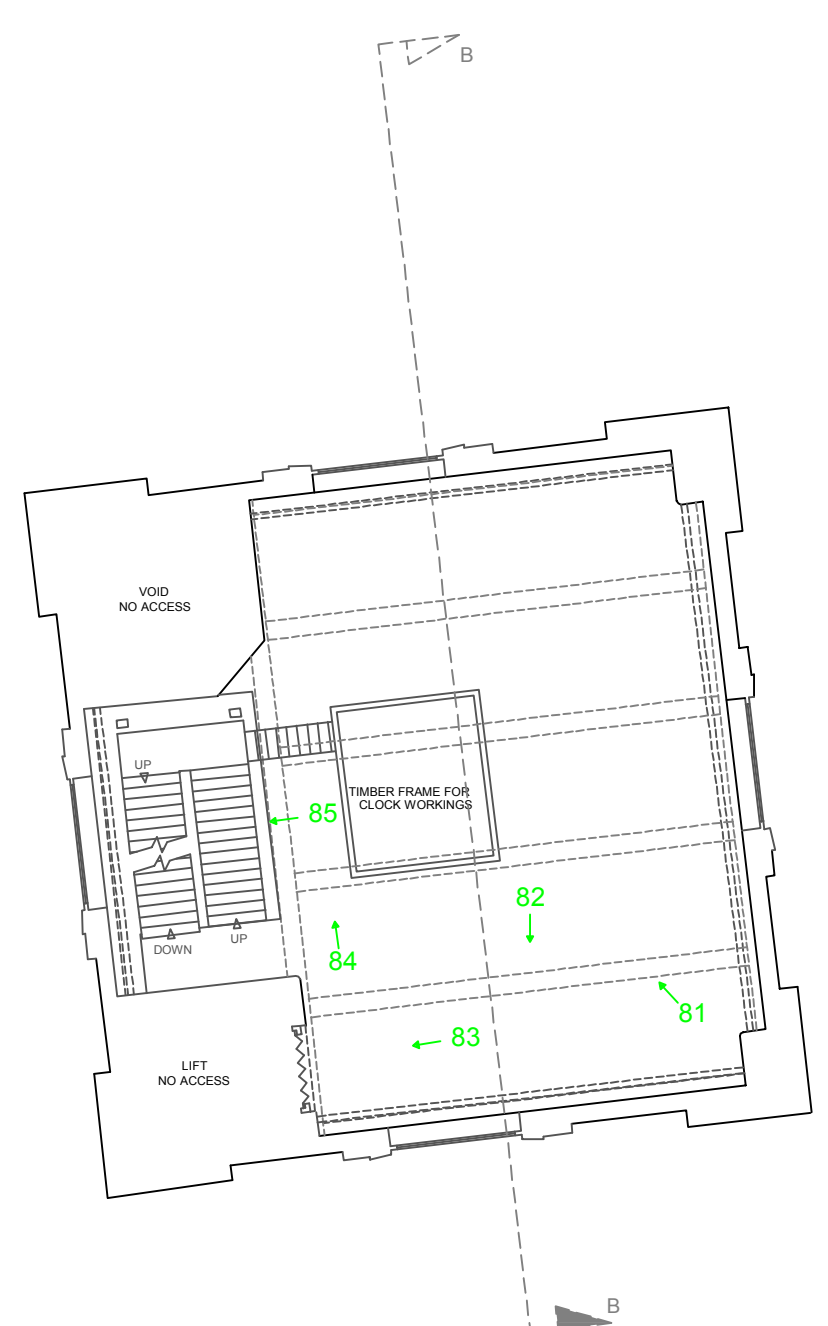 B
VOID
NO ACCESS
UP
TIMBER FRAME FOR
CLOCK WORKINGS
85
82
DOWN
UP
84
81
83
LIFT
NO ACCESS
B